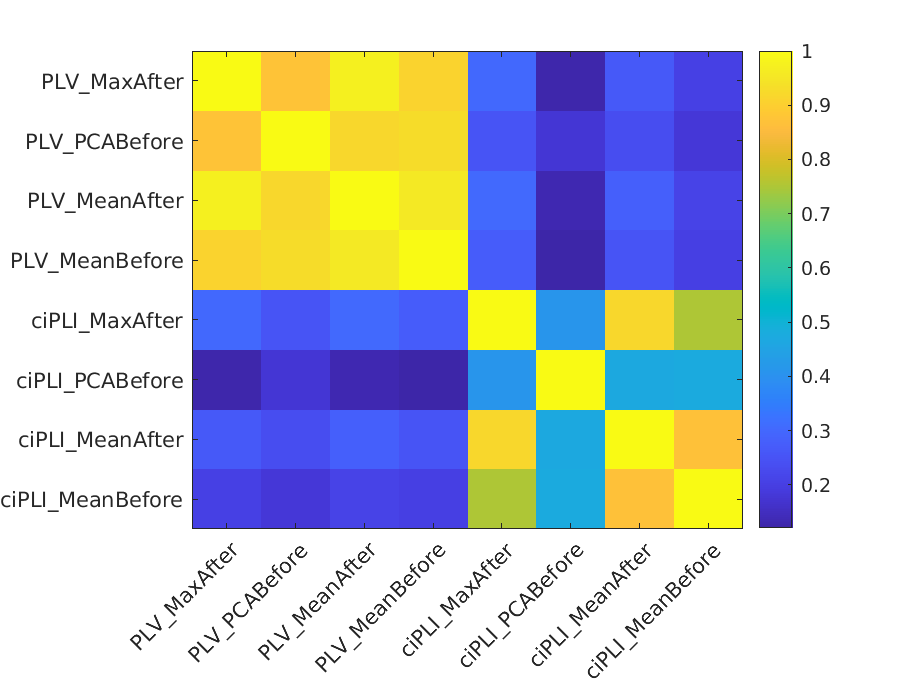 PLV_MaxAfter
PLV_PCABefore
PLV_MeanAfter
PLV_MeanBefore
ciPLI_MaxAfter
ciPLI_PCABefore
ciPLI_MeanAfter
ciPLI_MeanBefore
PLV_MaxAfter
PLV_PCABefore
PLV_MeanAfter
PLV_MeanBefore
ciPLI_MaxAfter
ciPLI_PCABefore
ciPLI_MeanAfter
ciPLI_MeanBefore
1
0.9
0.8
0.7
0.6
0.5
0.4
0.3
0.2